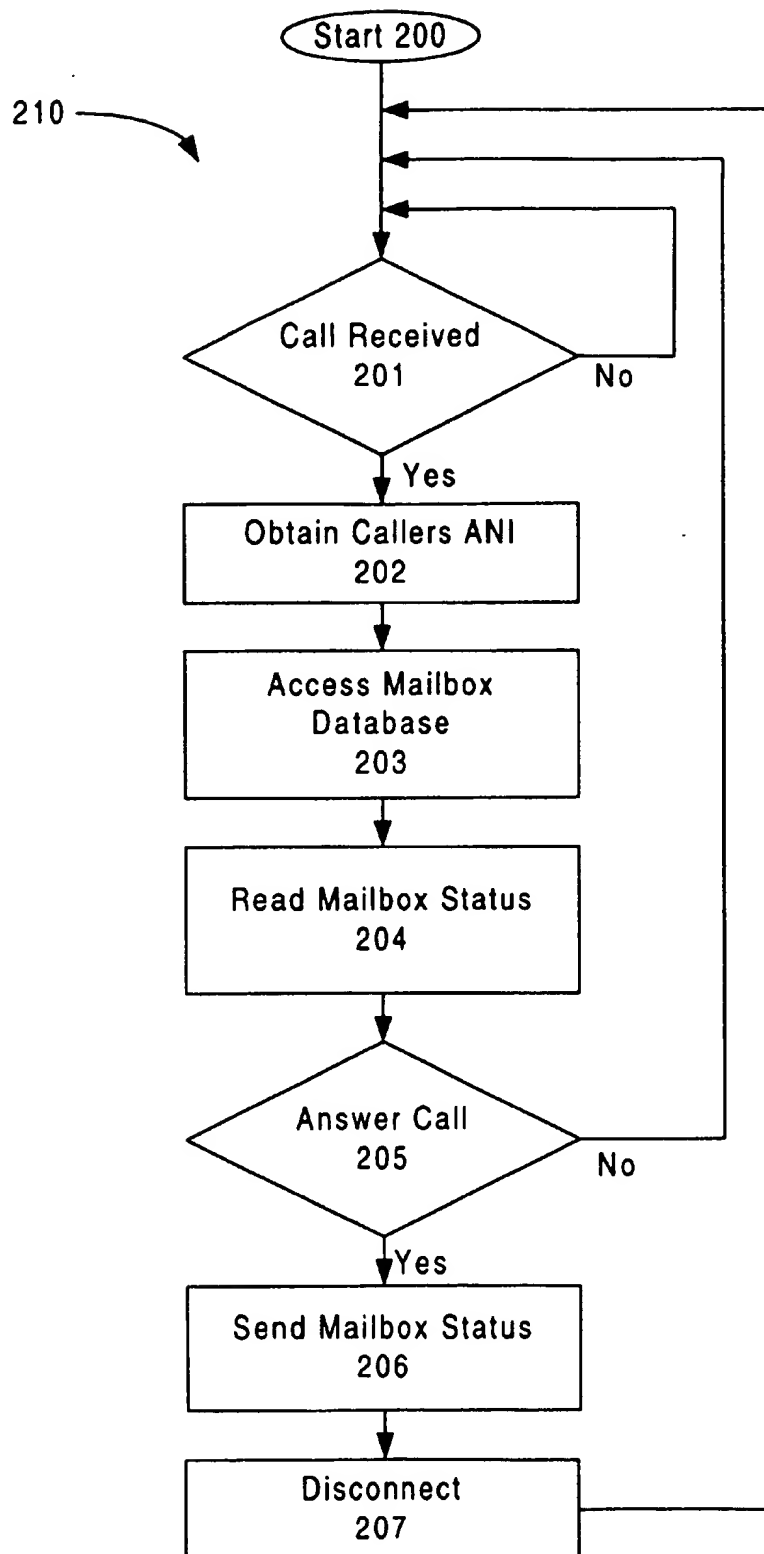 Start 200
210
Call Received
201
No
Yes
Obtain Callers ANI
202
Access Mailbox
Database
203
Read Mailbox Status
204
Answer Call
205
No
Yes
Send Mailbox Status
206
Disconnect
207